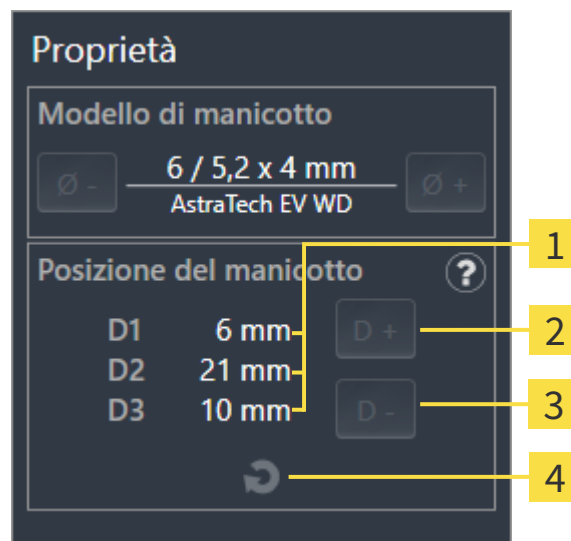 Proprietà
Modello di manicotto
Ø - 6 / 5,2 x 4 mm Ø +
AstraTech EV WD
1
Posizione del manicotto ?
D1 6 mm D + 2
D2 21 mm
D3 10 mm D - 3
4